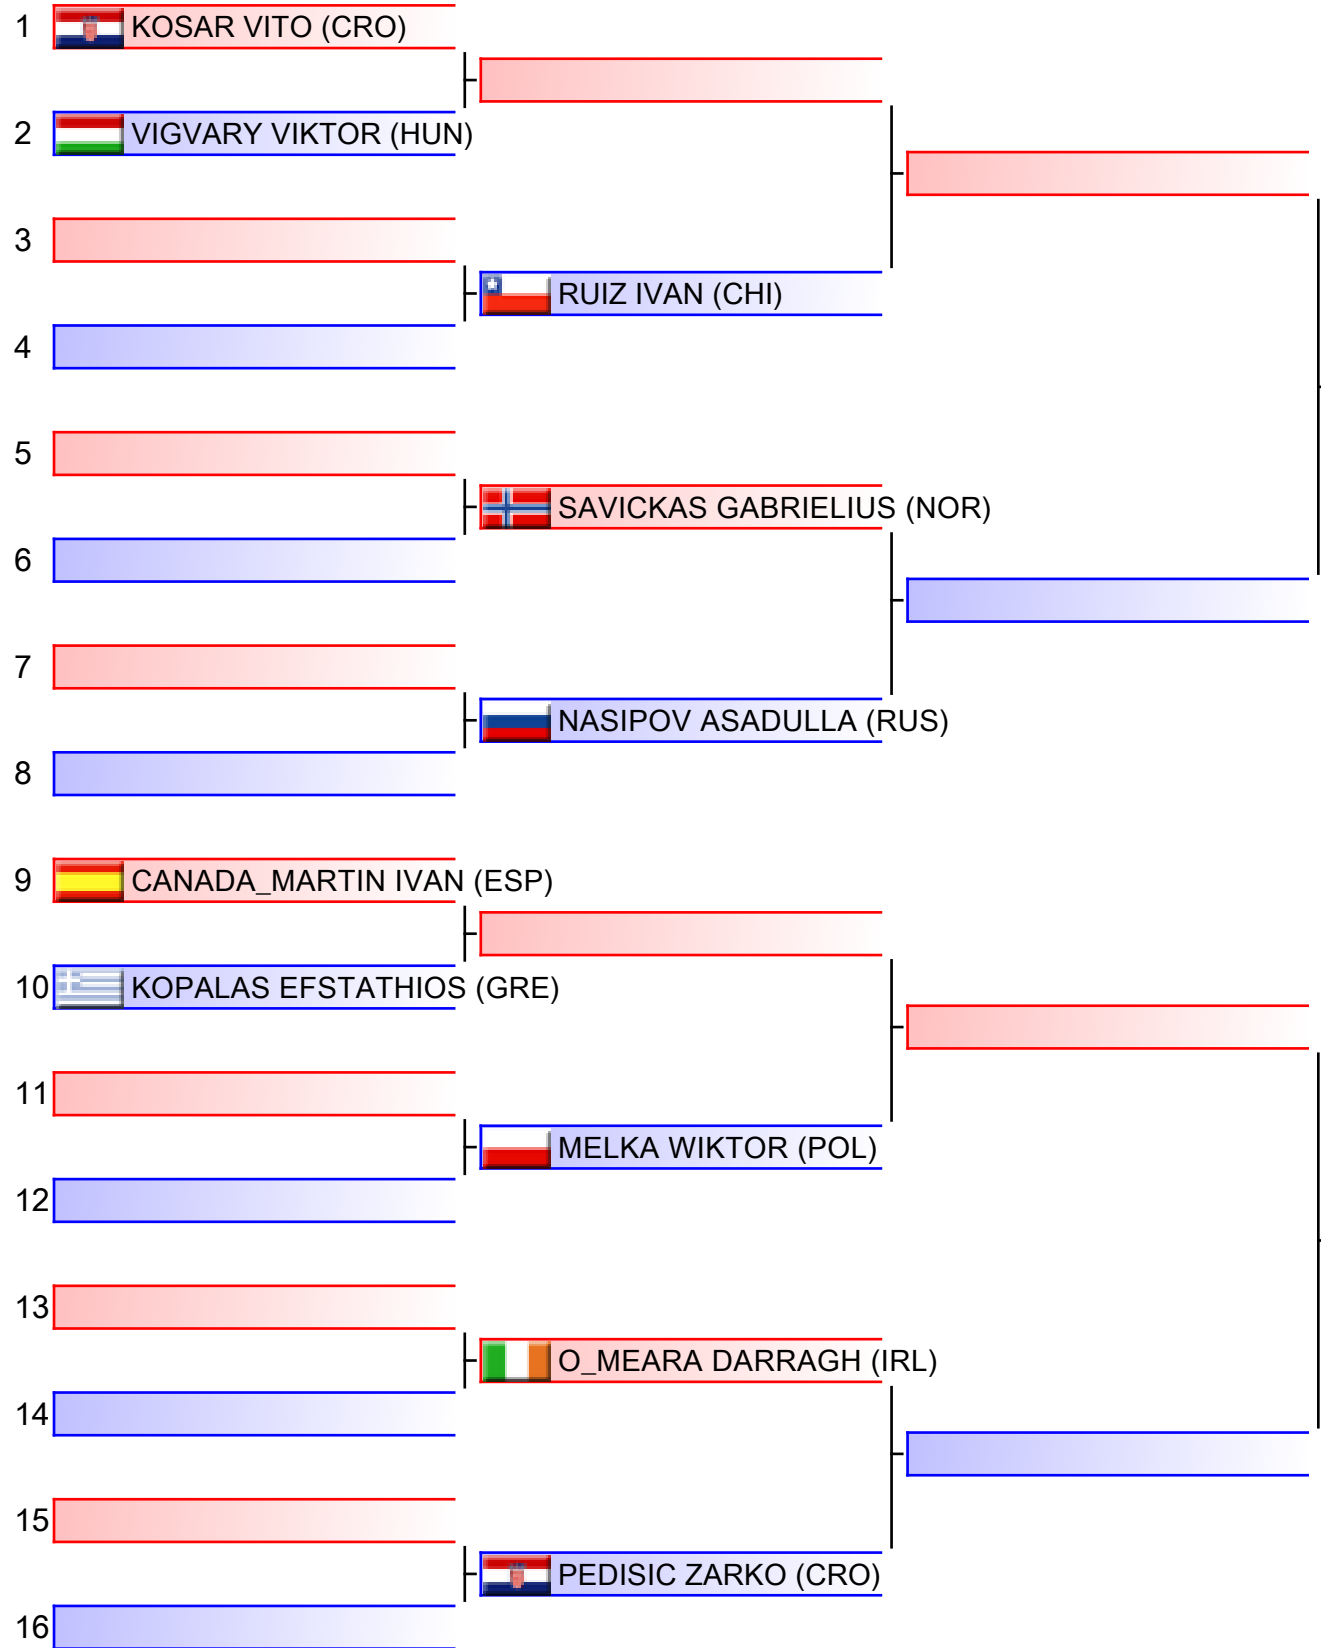 1 KOSAR VITO (CRO)
2 VIGVARY VIKTOR (HUN)
3
RUIZ IVAN (CHI)
4
5
SAVICKAS GABRIELIUS (NOR)
6
7
NASIPOV ASADULLA (RUS)
8
9 CANADA_MARTIN IVAN (ESP)
10 KOPALAS EFSTATHIOS (GRE)
11
MELKA WIKTOR (POL)
12
13
O_MEARA DARRAGH (IRL)
14
15
PEDISIC ZARKO (CRO)
16